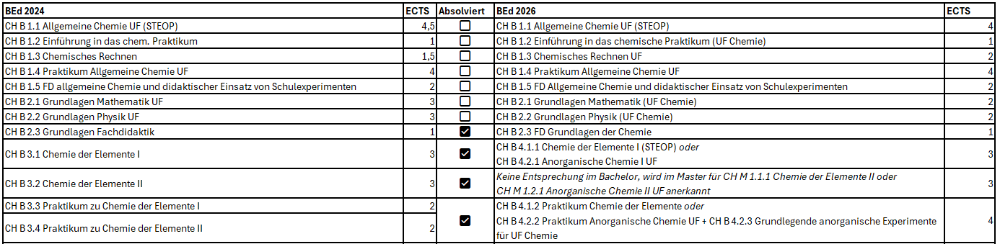 BEd 2024 ECTS Absolviert BEd 2026 ECTS
CH B 1.1 Allgemeine Chemie UF (STEOP) 4,5 CH B 1.1 Allgemeine Chemie UF (STEOP) 4
CH B 1.2 Einführung in das chem. Praktikum 1 CH B 1.2 Einführung in das chemische Praktikum (UF Chemie) 1
CH B 1.3 Chemisches Rechnen 1,5 CH B 1.3 Chemisches Rechnen UF 2
CH B 1.4 Praktikum Allgemeine Chemie UF 4 CH B 1.4 Praktikum Allgemeine Chemie UF 4
CH B 1.5 FD allgemeine Chemie und didaktischer Einsatz von Schulexperimenten 2 CH B 1.5 FD Allgemeine Chemie und didaktischer Einsatz von Schulexperimenten 2
CH B 2.1 Grundlagen Mathematik UF 3 CH B 2.1 Grundlagen Mathematik (UF Chemie) 2
CH B 2.2 Grundlagen Physik UF 3 CH B 2.2 Grundlagen Physik (UF Chemie) 2
CH B 2.3 Grundlagen Fachdidaktik 1 CH B 2.3 FD Grundlagen der Chemie 1
CH B 3.1 Chemie der Elemente I 3 CH B 4.1.1 Chemie der Elemente I (STEOP) oder
CH B 4.2.1 Anorganische Chemie I UF 3
CH B 3.2 Chemie der Elemente II 3 Keine Entsprechung im Bachelor, wird im Master für CH M 1.1.1 Chemie der Elemente II oder
CH M 1.2.1 Anorganische Chemie II UF anerkannt 3
CH B 3.3 Praktikum zu Chemie der Elemente I 2 CH B 4.1.2 Praktikum Chemie der Elemente oder
CH B 3.4 Praktikum zu Chemie der Elemente II 2 CH B 4.2.2 Praktikum Anorganische Chemie UF + CH B 4.2.3 Grundlegende anorganische Experimente 4
für UF Chemie